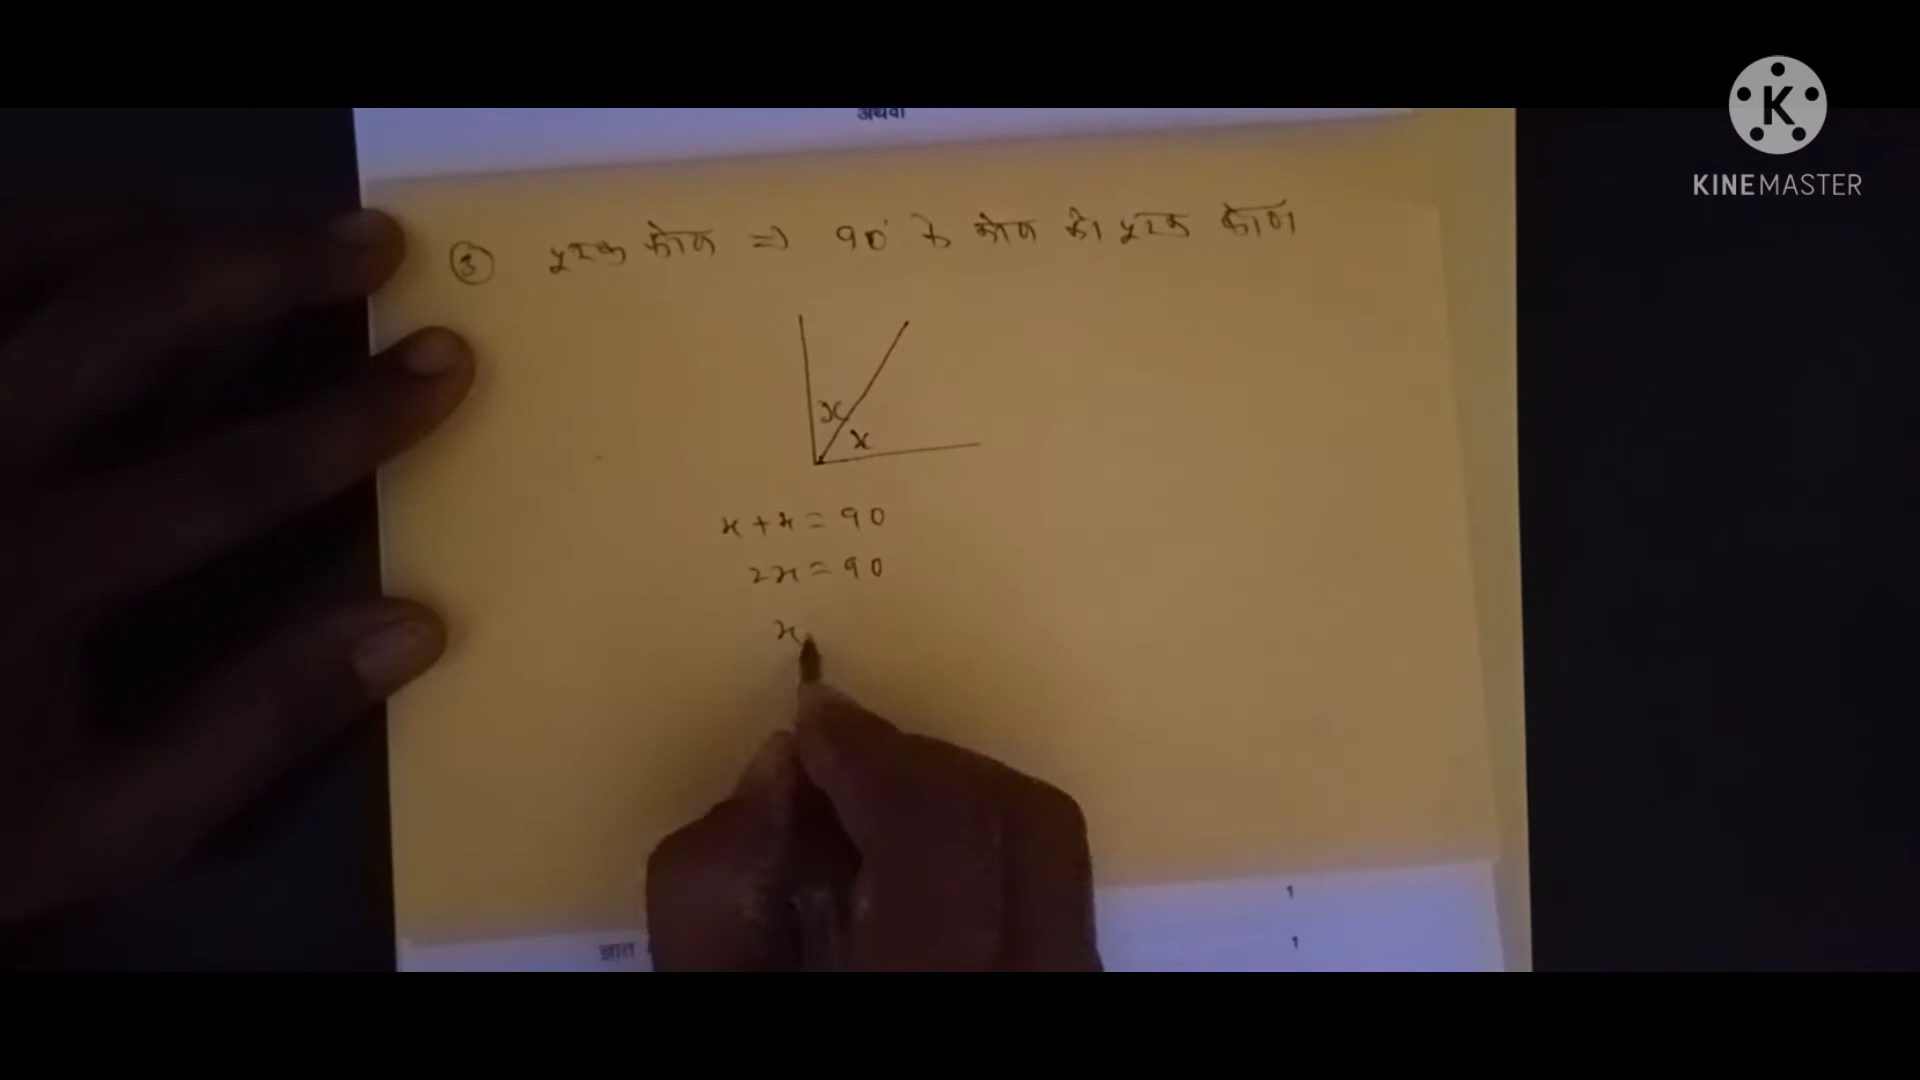 अथवा
KINEMASTER
③ पूरक कोण ⇒ 90° के कोण को पूरक कोण
x
x
x + x = 90
2x = 90
x
1
ज्ञात
1